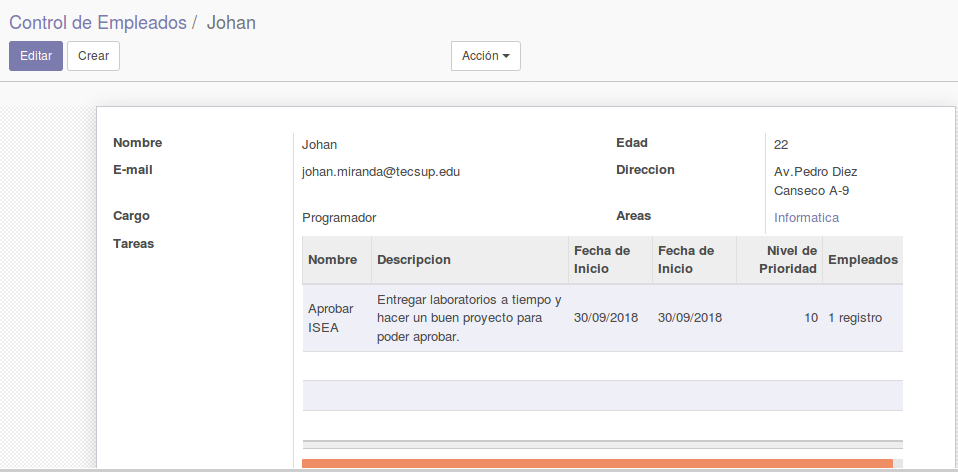 Control de Empleados / Johan
Editar Crear Acción
Nombre Johan Edad 22
E-mail johan.miranda@tecsup.edu Direccion Av.Pedro Diez
Canseco A-9
Cargo Programador Areas Informatica
Tareas
Nombre Descripcion Fecha de Inicio Fecha de Inicio Nivel de Prioridad Empleados
Aprobar ISEA Entregar laboratorios a tiempo y hacer un buen proyecto para poder aprobar. 30/09/2018 30/09/2018 10 1 registro